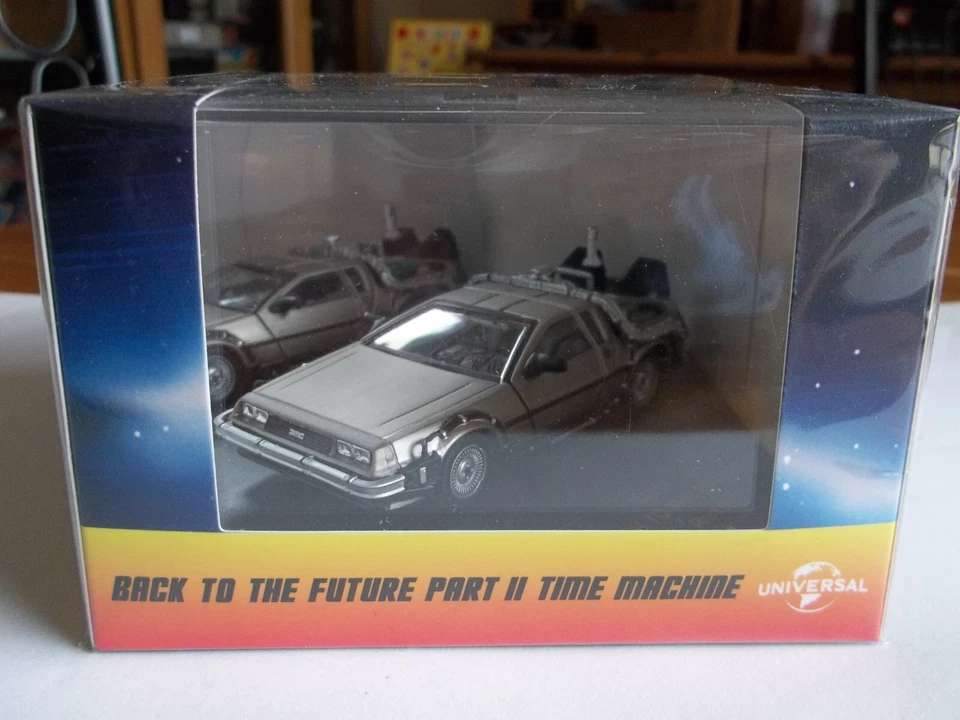 BACK TO THE FUTURE PART II TIME MACHINE
UNIVERSAL